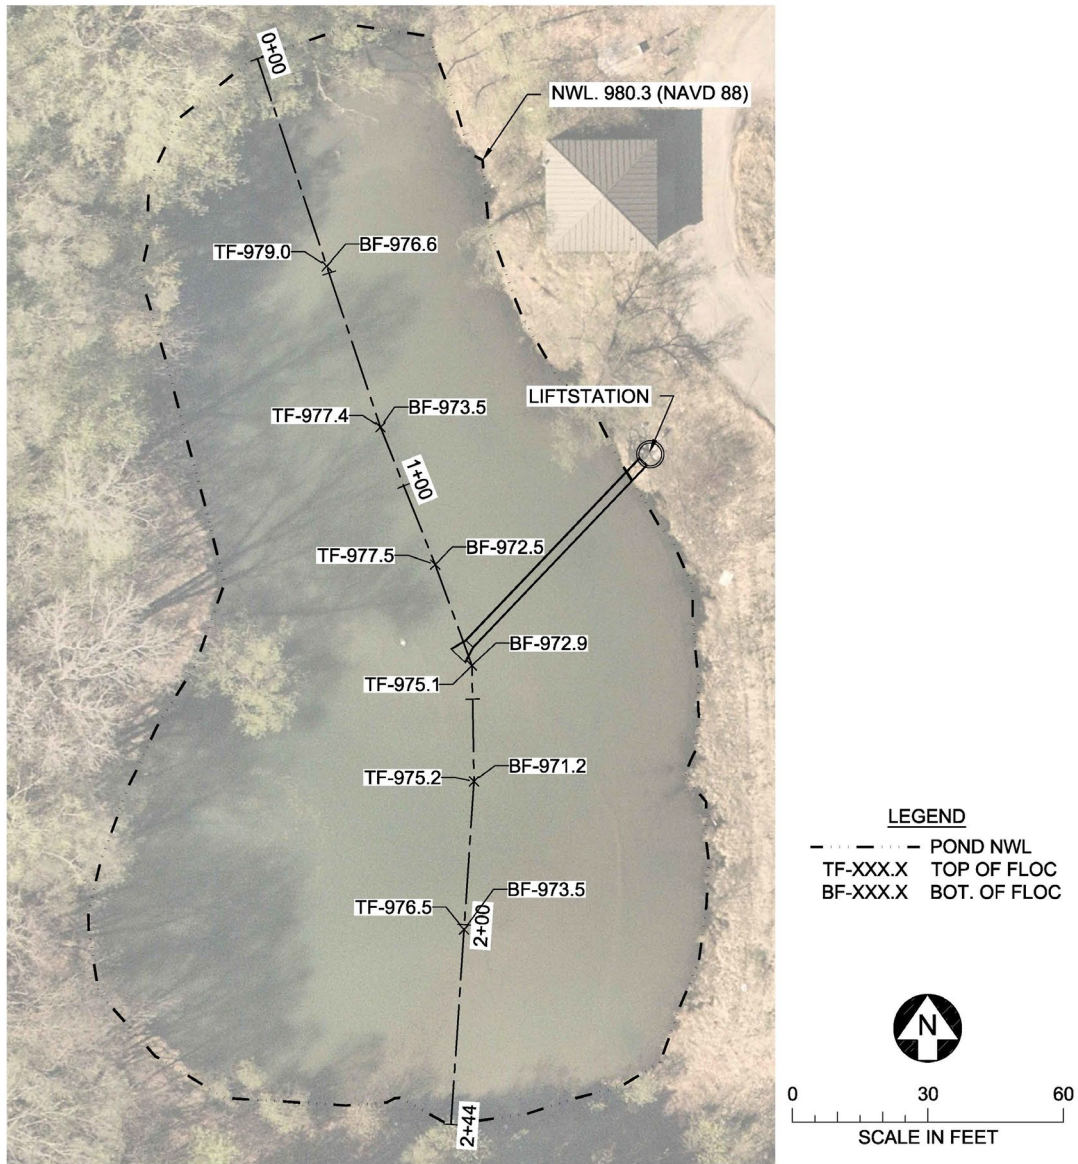 0+00
NWL. 980.3 (NAVD 88)
TF-979.0
BF-976.6
LIFTSTATION
TF-977.4
BF-973.5
1+00
TF-977.5
BF-972.5
BF-972.9
TF-975.1
TF-975.2
BF-971.2
TF-976.5
BF-973.5
2+00
2+44
LEGEND
POND NWL
TF-XXX.X TOP OF FLOC
BF-XXX.X BOT. OF FLOC
N
0 30 60
SCALE IN FEET